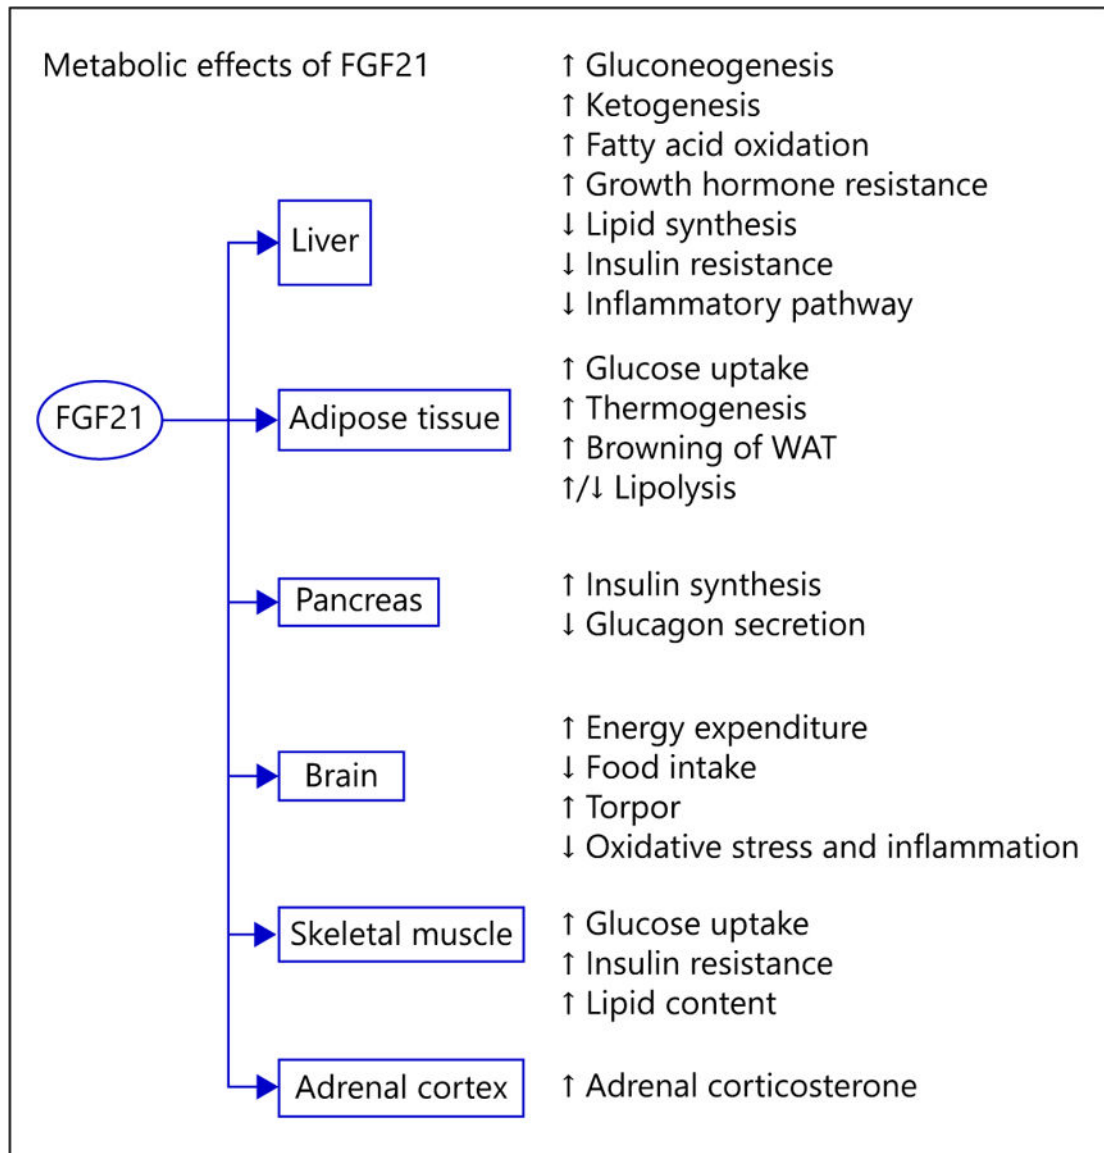 Metabolic effects of FGF21
↑ Gluconeogenesis
↑ Ketogenesis
↑ Fatty acid oxidation
↑ Growth hormone resistance
↓ Lipid synthesis
↓ Insulin resistance
↓ Inflammatory pathway
Liver
FGF21
Adipose tissue
↑ Glucose uptake
↑ Thermogenesis
↑ Browning of WAT
↑/↓ Lipolysis
Pancreas
↑ Insulin synthesis
↓ Glucagon secretion
Brain
↑ Energy expenditure
↓ Food intake
↑ Torpor
↓ Oxidative stress and inflammation
Skeletal muscle
↑ Glucose uptake
↑ Insulin resistance
↑ Lipid content
Adrenal cortex
↑ Adrenal corticosterone